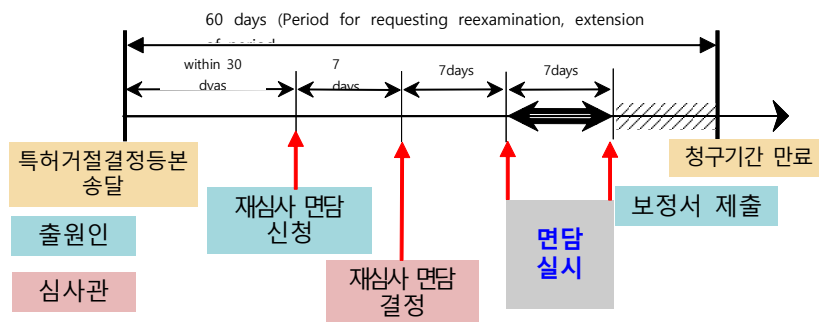 60 days (Period for requesting reexamination, extension
within 30
dvas
7
days
7days
7days
특허거절결정등본
송달
출원인
심사관
재심사 면담
신청
재심사 면담
결정
면담
실시
보정서 제출
청구기간 만료